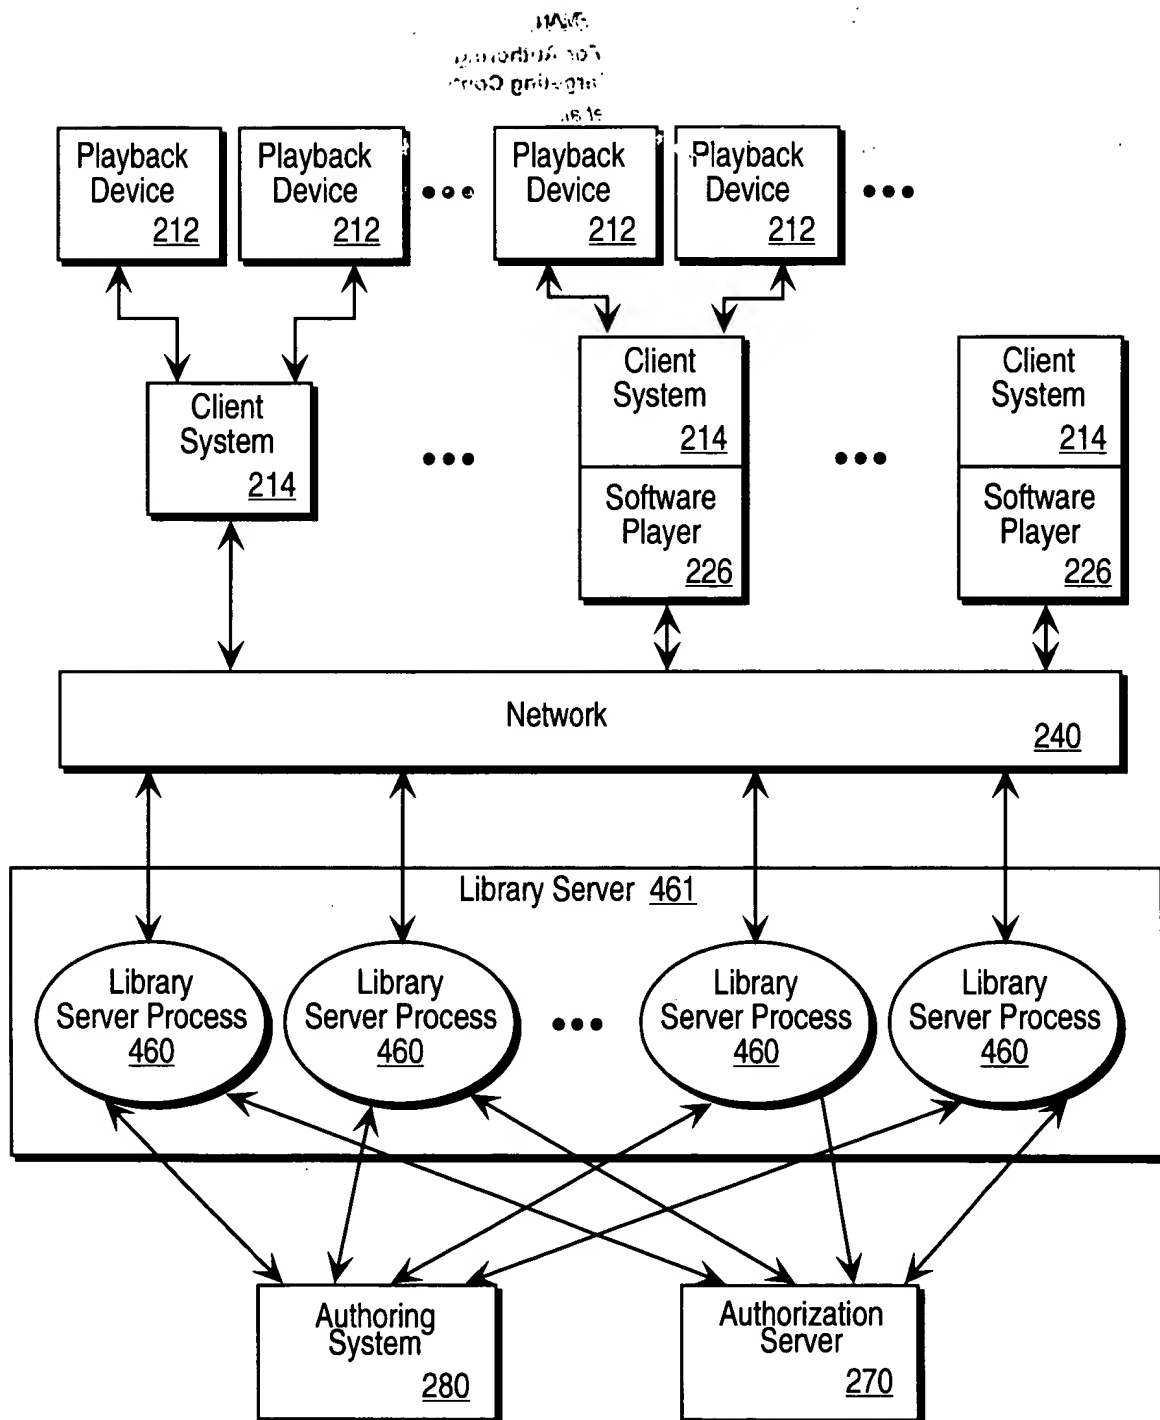 Playback
Device
212
Playback
Device
212
Playback
Device
212
Playback
Device
212
Client
System
214
Client
System
214
Software
Player
226
Client
System
214
Software
Player
226
Network
240
Library Server 461
Library
Server Process
460
Library
Server Process
460
Library
Server Process
460
Library
Server Process
460
Authoring
System
280
Authorization
Server
270